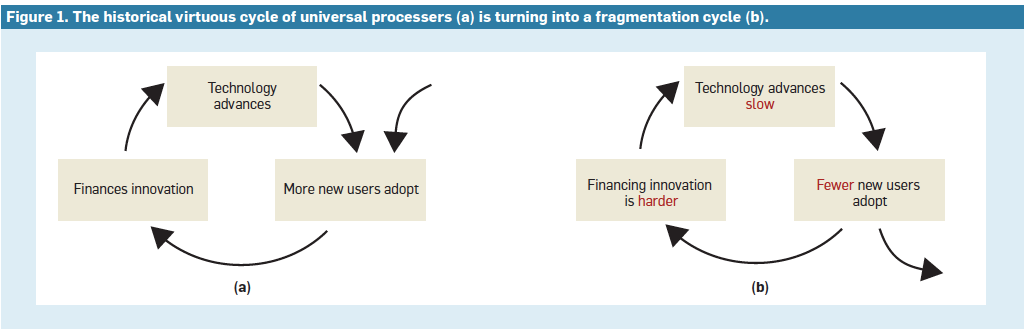 Figure 1. The historical virtuous cycle of universal processers (a) is turning into a fragmentation cycle (b).
Technology
advances
Finances innovation
More new users adopt
(a)
Technology advances
slow
Financing innovation
is harder
Fewer new users
adopt
(b)